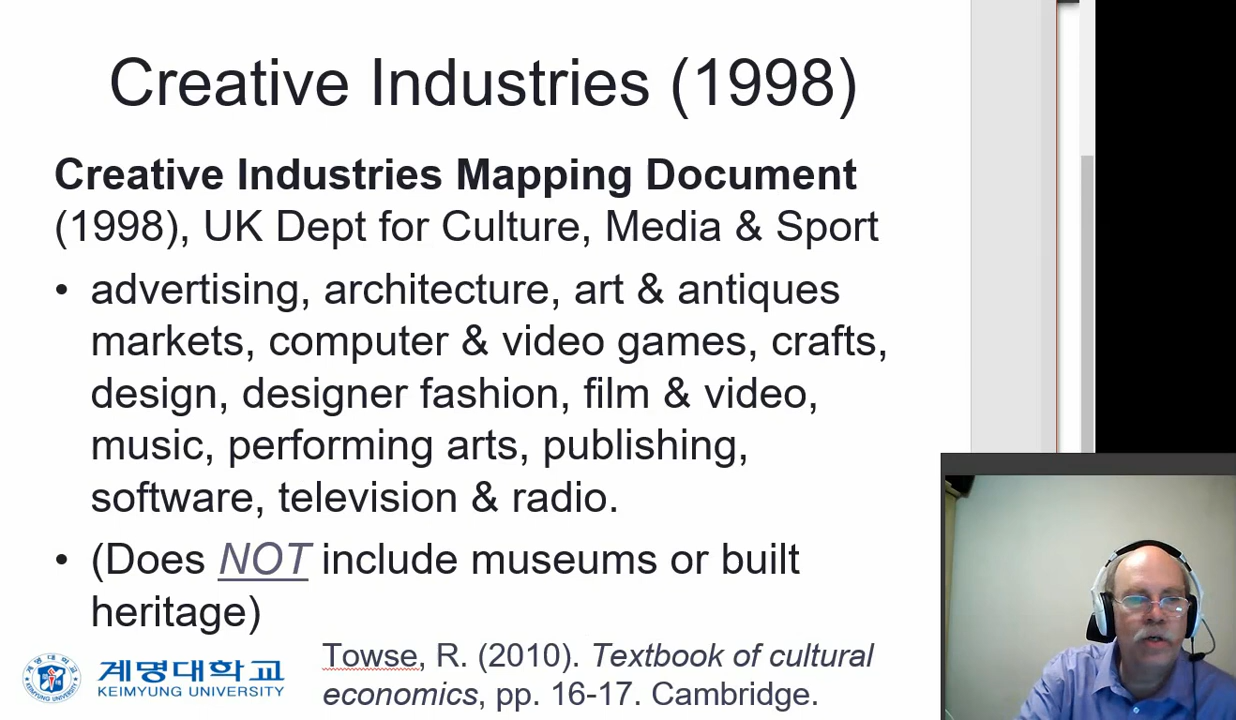 Creative Industries (1998)
Creative Industries Mapping Document
(1998), UK Dept for Culture, Media & Sport
• advertising, architecture, art & antiques
markets, computer & video games, crafts,
design, designer fashion, film & video,
music, performing arts, publishing,
software, television & radio.
• (Does NOT include museums or built
heritage)
계명대학교
KEIMYUNG UNIVERSITY
Towse, R. (2010). Textbook of cultural
economics, pp. 16-17. Cambridge.